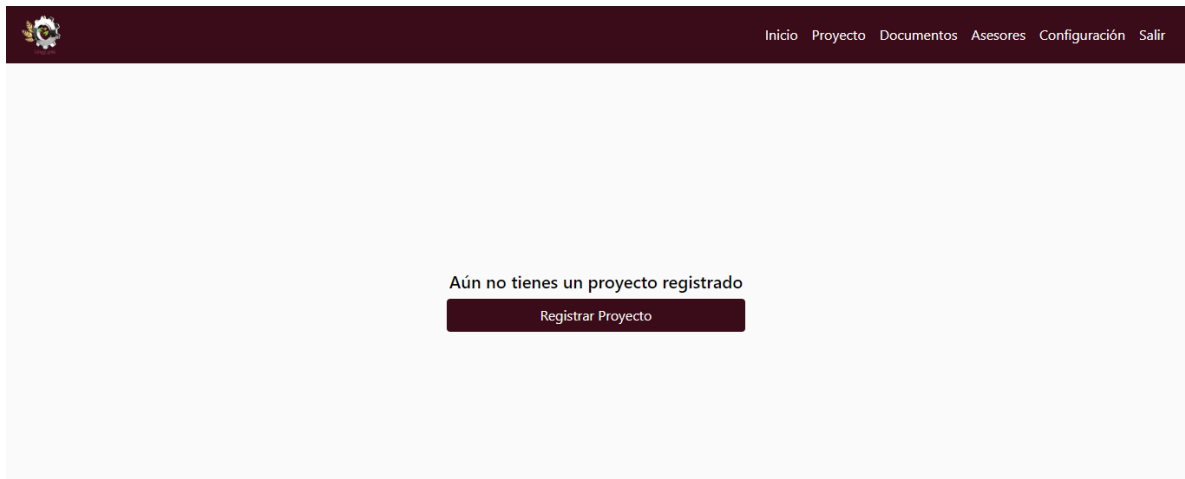 Inicio Proyecto Documentos Asesores Configuración Salir
Aún no tienes un proyecto registrado
Registrar Proyecto